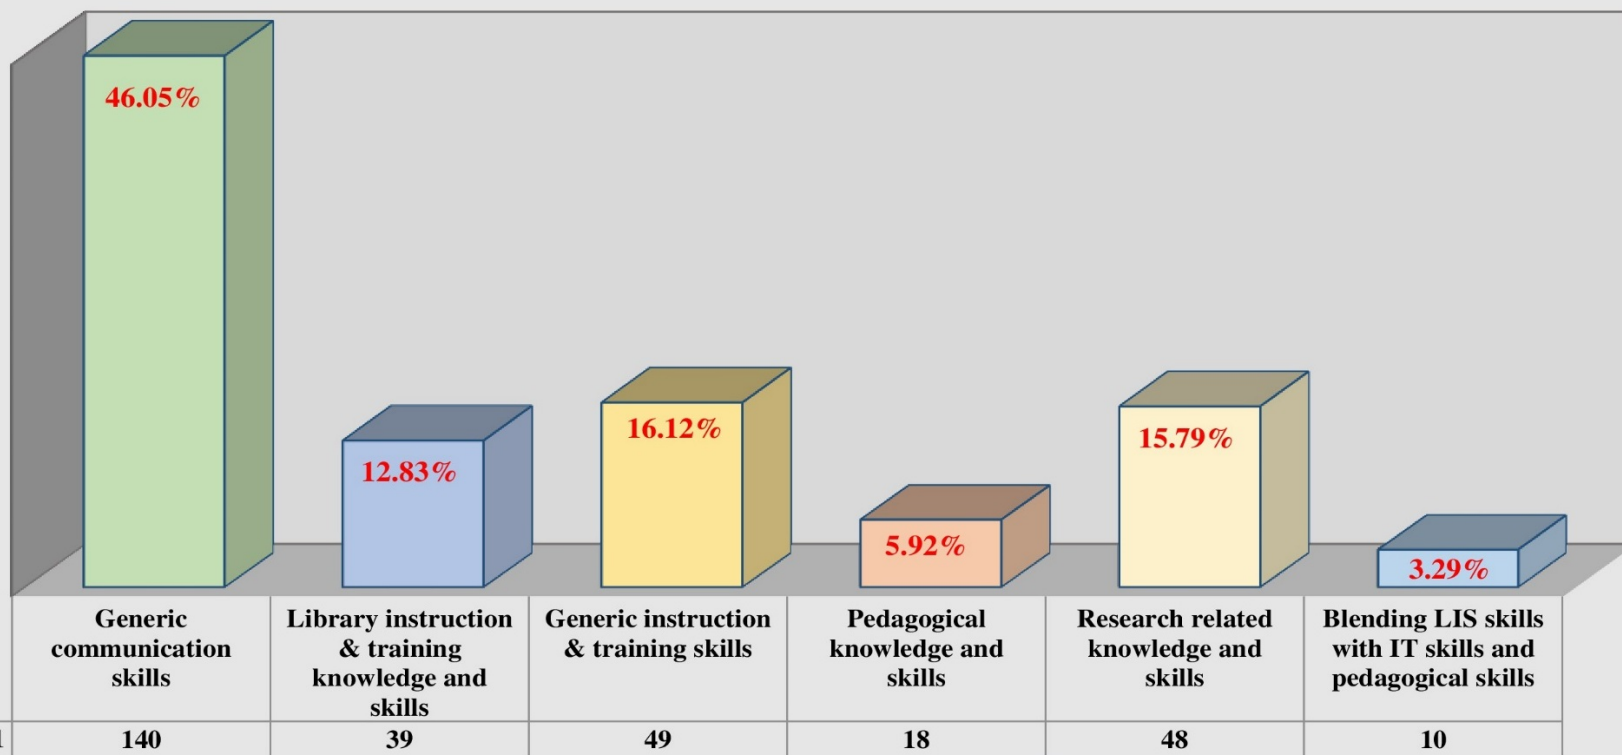 46.05%
12.83%
16.12%
5.92%
15.79%
3.29%
Generic
communication
skills
Library instruction
& training
knowledge and
skills
Generic instruction
& training skills
Pedagogical
knowledge and
skills
Research related
knowledge and
skills
Blending LIS skills
with IT skills and
pedagogical skills
140 39 49 18 48 10